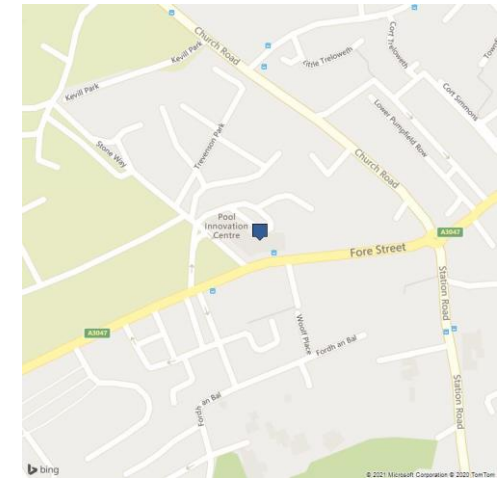 Church Road
Kevill Park
Kevill Park
Little Treloweth
Cort Treloweth
Cort Simmons
Lower Pumpfield Row
Church Road
Stone Way
Trevenson Park
Pool
Innovation
Centre
A3047
Fore Street
Station Road
Woolf Place
A3047
Fordh an Bal
Fordh
an Bal
Station Road
bing
© 2021 Microsoft Corporation © 2020 TomTom